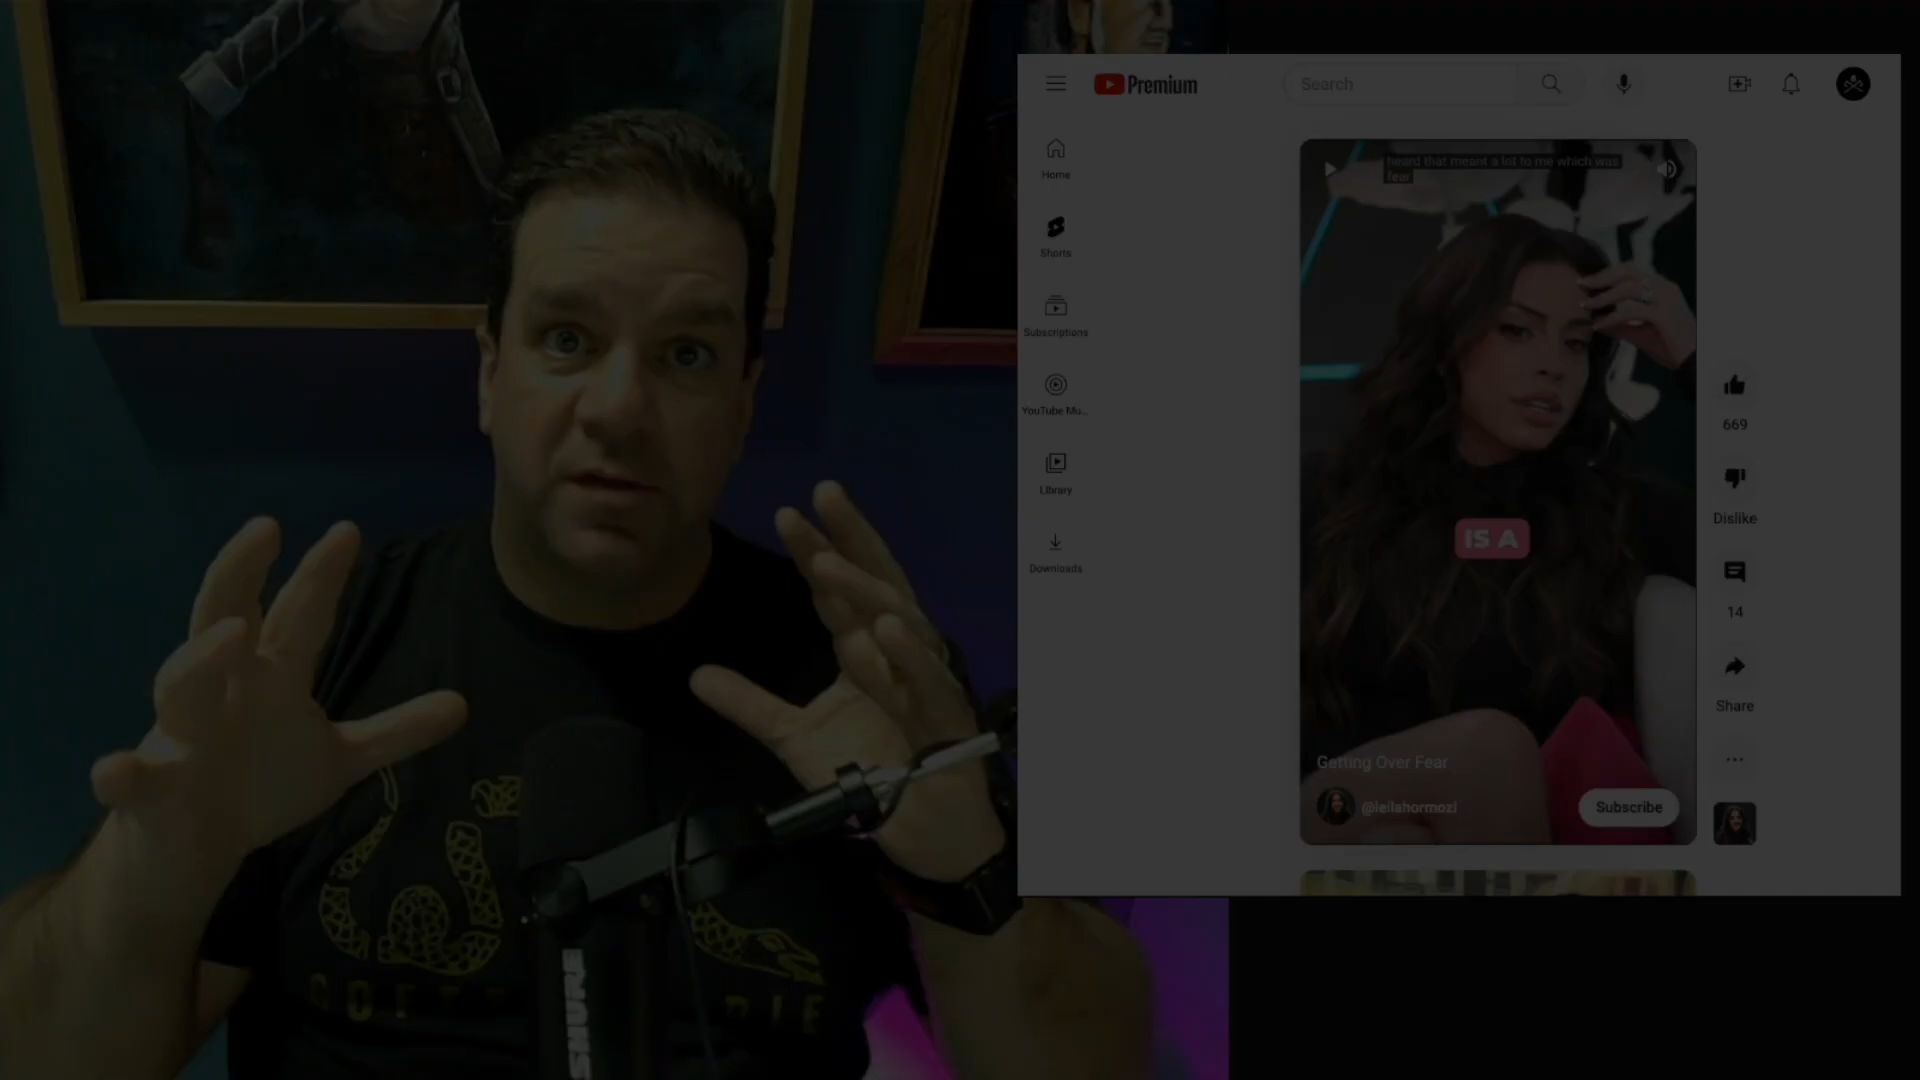 Premium
Search
Home
Shorts
Subscriptions
YouTube Mu...
Library
Downloads
heard that meant a lot to me which was
fear
IS A
Getting Over Fear
@leilahormozi
Subscribe
669
Dislike
14
Share
SHURE